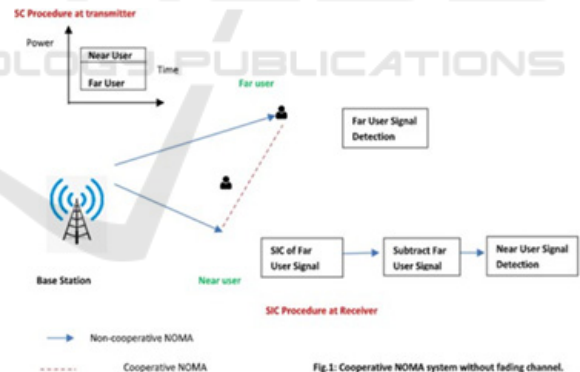 SC Procedure at transmitter
Power
Near User
Far User
Time
OLOGY PUBLICATIONS
Far user
Far User Signal
Detection
SIC of Far
User Signal
Subtract Far
User Signal
Near User Signal
Detection
Base Station
Near user
SIC Procedure at Receiver
Non-cooperative NOMA
Cooperative NOMA
Fig.1: Cooperative NOMA system without fading channel.